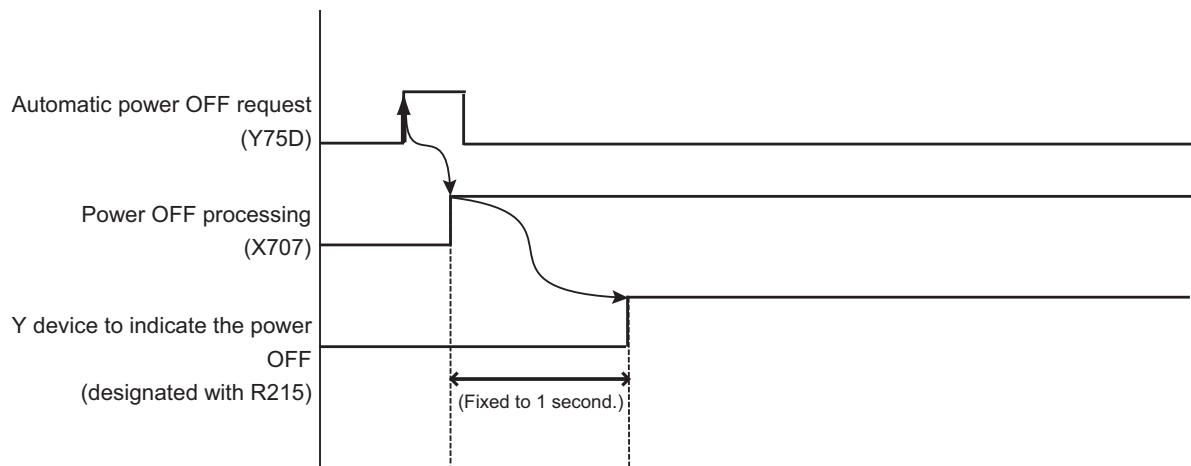 Automatic power OFF request
(Y75D)
Power OFF processing
(X707)
Y device to indicate the power
OFF
(designated with R215)
(Fixed to 1 second.)